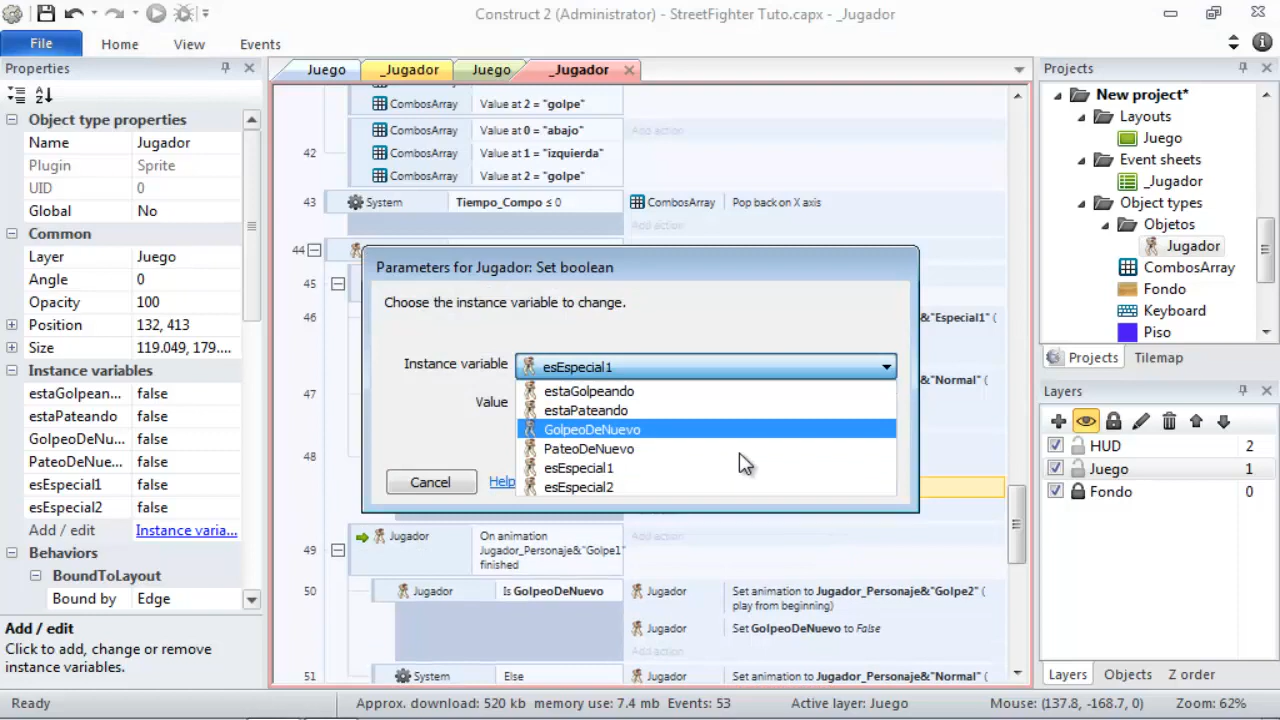 Construct 2 (Administrator) - StreetFighter Tuto.capx - _Jugador
File Home View Events
Properties
Object type properties
Name Jugador
Plugin Sprite
UID 0
Global No
Common
Layer Juego
Angle 0
Opacity 100
Position 132, 413
Size 119.049, 179....
Instance variables
estaGolpean... false
estaPateando false
GolpeoDeNu... false
PateoDeNue... false
esEspecial1 false
esEspecial2 false
Add / edit Instance varia...
Behaviors
BoundToLayout
Bound by Edge
Add / edit
Click to add, change or remove
instance variables.
Juego _Jugador Juego _Jugador
CombosArray Value at 2 = "golpe"
CombosArray Value at 0 = "abajo" Add action
42 CombosArray Value at 1 = "izquierda"
CombosArray Value at 2 = "golpe"
43 System Tiempo_Compo ≤ 0 CombosArray Pop back on X axis
Add action
44
45
46 &"Especial1" (
47 &"Normal" (
48
Parameters for Jugador: Set boolean
Choose the instance variable to change.
Instance variable esEspecial1
Value
estaGolpeando
estaPateando
GolpeoDeNuevo
PateoDeNuevo
esEspecial1
esEspecial2
Cancel Help
49 Jugador On animation Add action
Jugador_Personaje&"Golpe1"
finished
50 Jugador Is GolpeoDeNuevo Jugador Set animation to Jugador_Personaje&"Golpe2" (
play from beginning)
Jugador Set GolpeoDeNuevo to False
Add action
51 System Else Jugador Set animation to Jugador_Personaje&"Normal" (
Projects
New project*
Layouts
Juego
Event sheets
_Jugador
Object types
Objetos
Jugador
CombosArray
Fondo
Keyboard
Piso
Projects Tilemap
Layers
HUD 2
Juego 1
Fondo 0
Layers Objects Z order
Ready Approx. download: 520 kb memory use: 7.4 mb Events: 53 Active layer: Juego Mouse: (137.8, -168.7, 0) Zoom: 62%